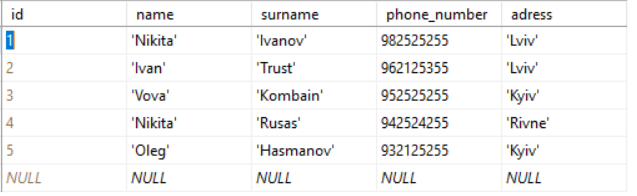 id name surname phone_number adress
1 'Nikita' 'Ivanov' 982525255 'Lviv'
2 'Ivan' 'Trust' 962125355 'Lviv'
3 'Vova' 'Kombain' 952525255 'Kyiv'
4 'Nikita' 'Rusas' 942524255 'Rivne'
5 'Oleg' 'Hasmanov' 932125255 'Kyiv'
NULL NULL NULL NULL NULL